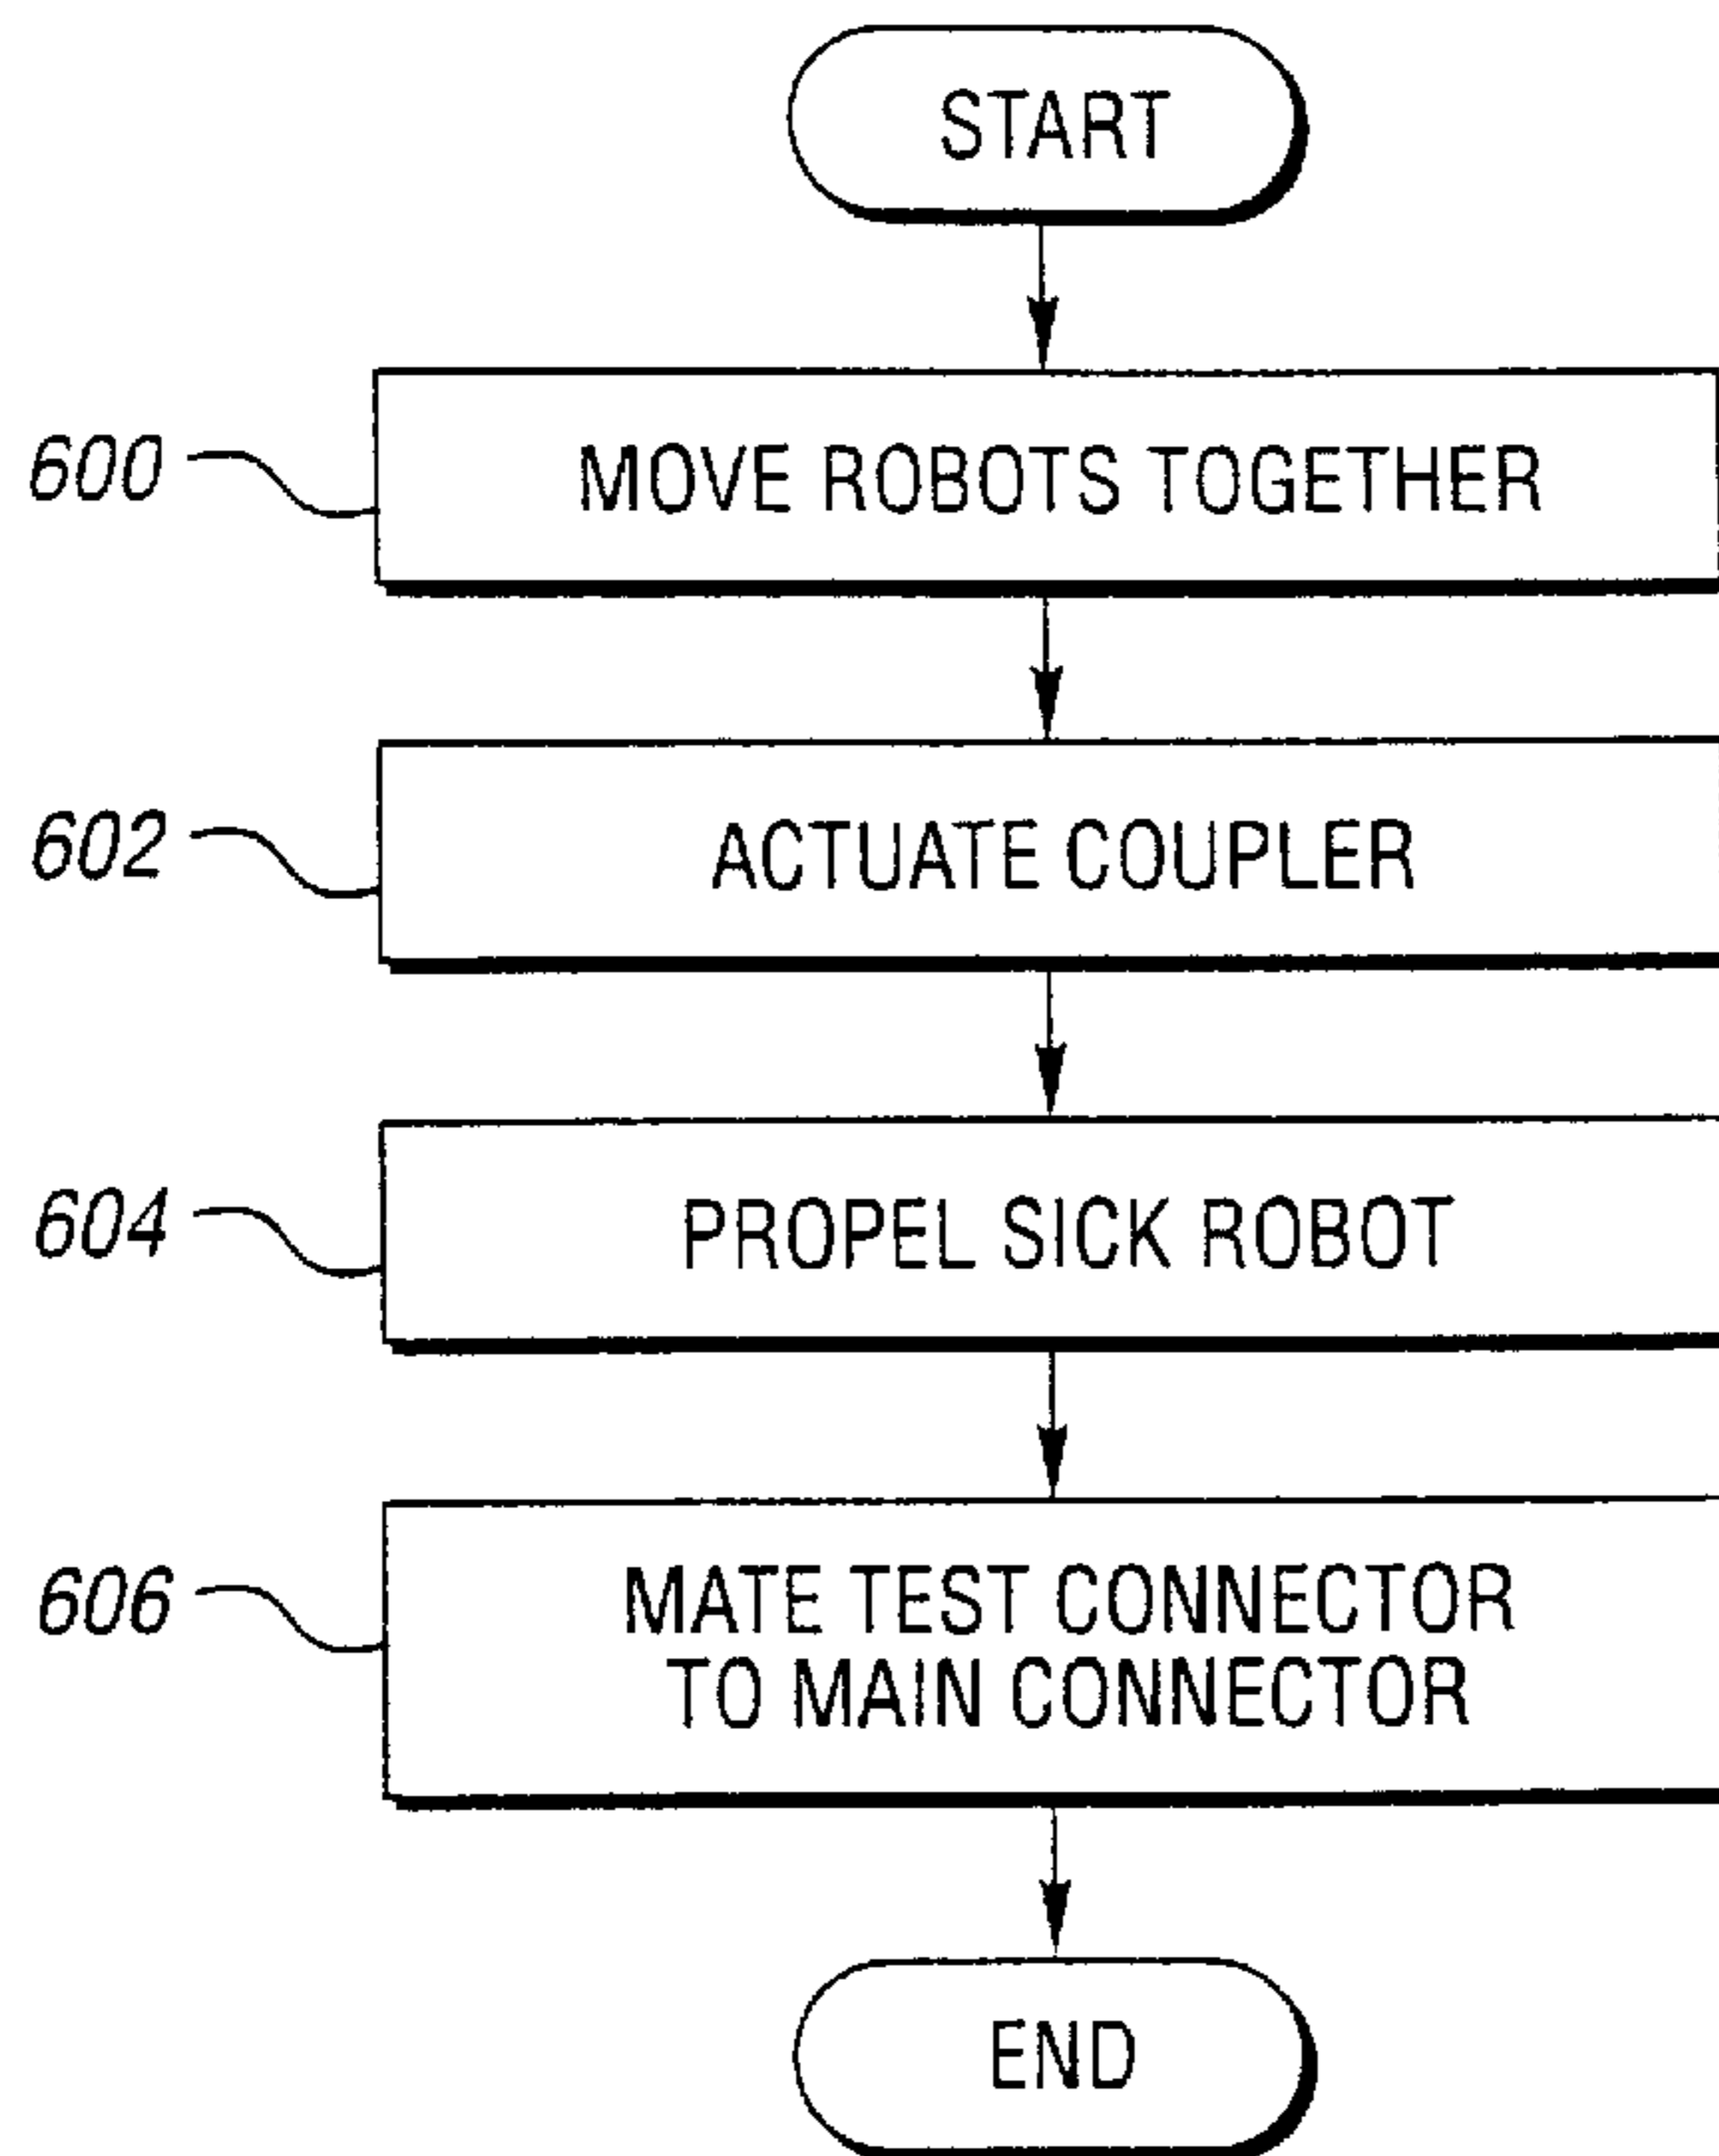 START
600
MOVE ROBOTS TOGETHER
602
ACTUATE COUPLER
604
PROPEL SICK ROBOT
606
MATE TEST CONNECTOR
TO MAIN CONNECTOR
END